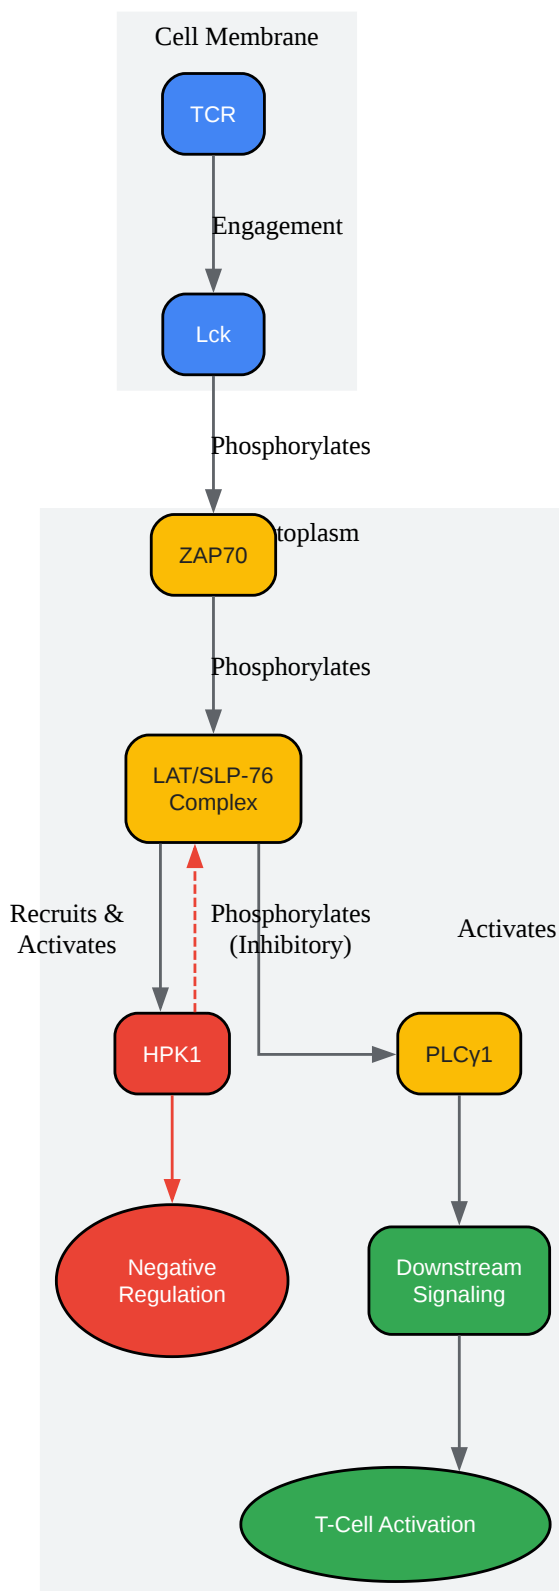 Cell Membrane
TCR
Engagement
Lck
Phosphorylates
toplasm
ZAP70
Phosphorylates
LAT/SLP-76
Complex
Recruits &
Activates
Phosphorylates
(Inhibitory)
Activates
HPK1
PLCγ1
Negative
Regulation
Downstream
Signaling
T-Cell Activation